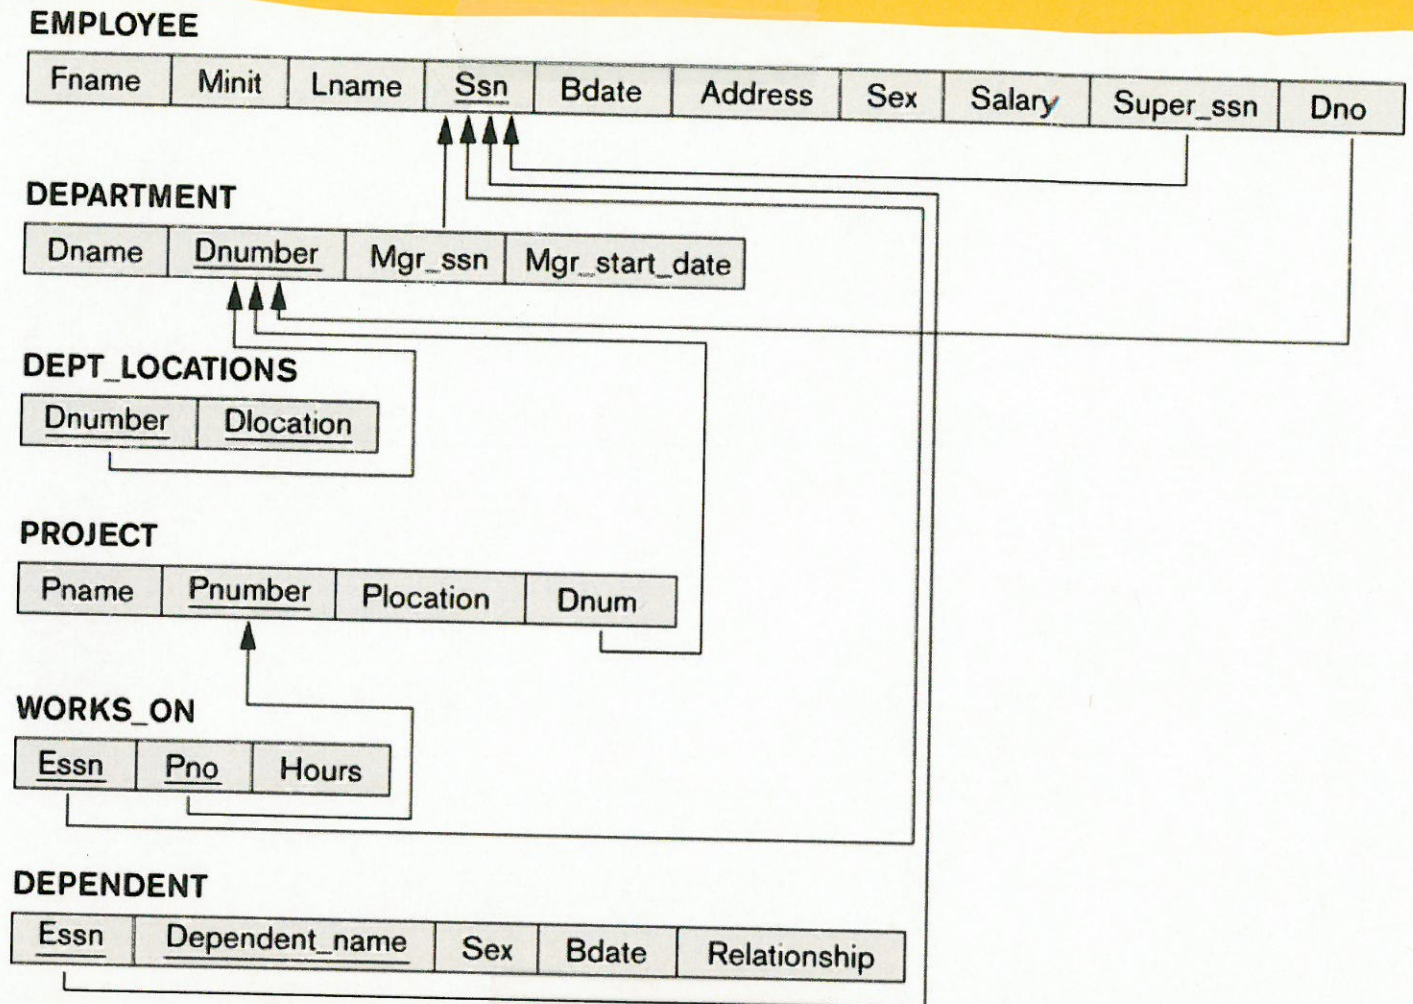 EMPLOYEE
Fname Minit Lname Ssn Bdate Address Sex Salary Super_ssn Dno
DEPARTMENT
Dname Dnumber Mgr_ssn Mgr_start_date
DEPT_LOCATIONS
Dnumber Dlocation
PROJECT
Pname Pnumber Plocation Dnum
WORKS_ON
Essn Pno Hours
DEPENDENT
Essn Dependent_name Sex Bdate Relationship